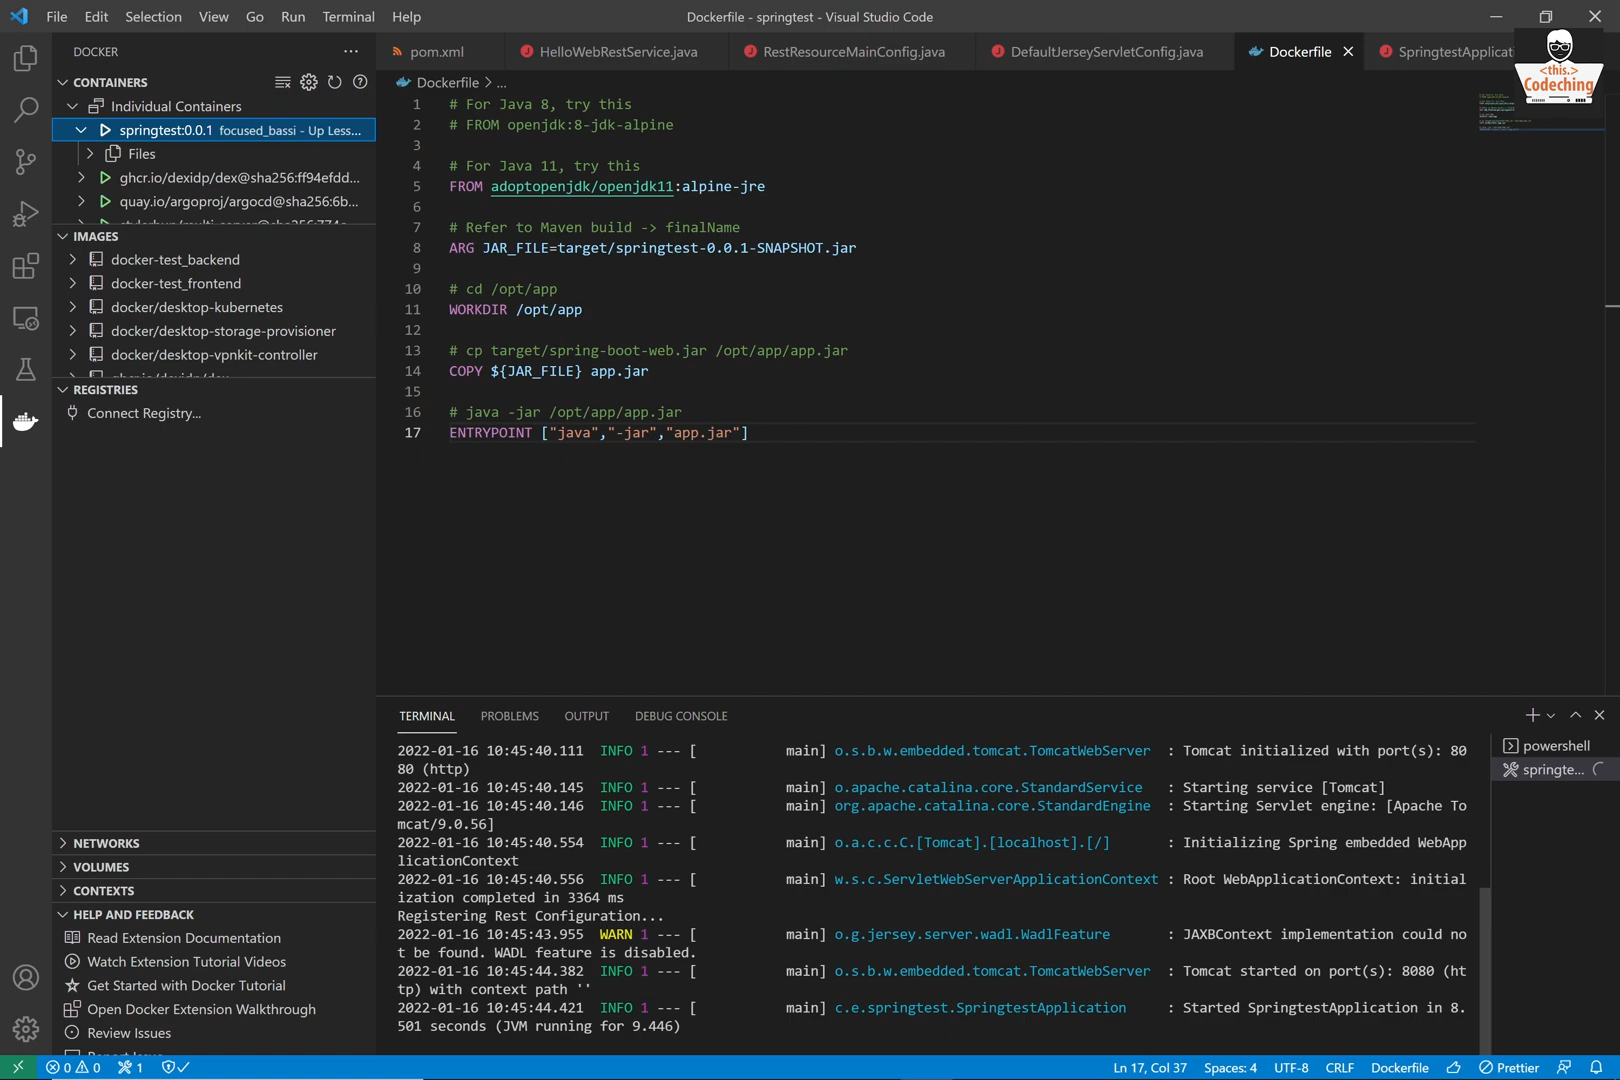 File Edit Selection View Go Run Terminal Help
Dockerfile - springtest - Visual Studio Code
DOCKER
pom.xml
HelloWebRestService.java
RestResourceMainConfig.java
DefaultJerseyServletConfig.java
Dockerfile
SpringtestApplicati
<this.>
Codeching
CONTAINERS
Individual Containers
springtest:0.0.1 focused_bassi - Up Less...
Files
ghcr.io/dexidp/dex@sha256:ff94efdd...
quay.io/argoproj/argocd@sha256:6b...
IMAGES
docker-test_backend
docker-test_frontend
docker/desktop-kubernetes
docker/desktop-storage-provisioner
docker/desktop-vpnkit-controller
ghcr.io/dexidp/dex
REGISTRIES
Connect Registry...
NETWORKS
VOLUMES
CONTEXTS
HELP AND FEEDBACK
Read Extension Documentation
Watch Extension Tutorial Videos
Get Started with Docker Tutorial
Open Docker Extension Walkthrough
Review Issues
Dockerfile > ...
1 # For Java 8, try this
2 # FROM openjdk:8-jdk-alpine
3
4 # For Java 11, try this
5 FROM adoptopenjdk/openjdk11:alpine-jre
6
7 # Refer to Maven build -> finalName
8 ARG JAR_FILE=target/springtest-0.0.1-SNAPSHOT.jar
9
10 # cd /opt/app
11 WORKDIR /opt/app
12
13 # cp target/spring-boot-web.jar /opt/app/app.jar
14 COPY ${JAR_FILE} app.jar
15
16 # java -jar /opt/app/app.jar
17 ENTRYPOINT ["java","-jar","app.jar"]
TERMINAL PROBLEMS OUTPUT DEBUG CONSOLE
powershell
springte...
2022-01-16 10:45:40.111 INFO 1 --- [ main] o.s.b.w.embedded.tomcat.TomcatWebServer : Tomcat initialized with port(s): 80
80 (http)
2022-01-16 10:45:40.145 INFO 1 --- [ main] o.apache.catalina.core.StandardService : Starting service [Tomcat]
2022-01-16 10:45:40.146 INFO 1 --- [ main] org.apache.catalina.core.StandardEngine : Starting Servlet engine: [Apache To
mcat/9.0.56]
2022-01-16 10:45:40.554 INFO 1 --- [ main] o.a.c.c.C.[Tomcat].[localhost].[/] : Initializing Spring embedded WebApp
licationContext
2022-01-16 10:45:40.556 INFO 1 --- [ main] w.s.c.ServletWebServerApplicationContext : Root WebApplicationContext: initial
ization completed in 3364 ms
Registering Rest Configuration...
2022-01-16 10:45:43.955 WARN 1 --- [ main] o.g.jersey.server.wadl.WadlFeature : JAXBContext implementation could no
t be found. WADL feature is disabled.
2022-01-16 10:45:44.382 INFO 1 --- [ main] o.s.b.w.embedded.tomcat.TomcatWebServer : Tomcat started on port(s): 8080 (ht
tp) with context path ''
2022-01-16 10:45:44.421 INFO 1 --- [ main] c.e.springtest.SpringtestApplication : Started SpringtestApplication in 8.
501 seconds (JVM running for 9.446)
0 0 1 Ln 17, Col 37 Spaces: 4 UTF-8 CRLF Dockerfile Prettier